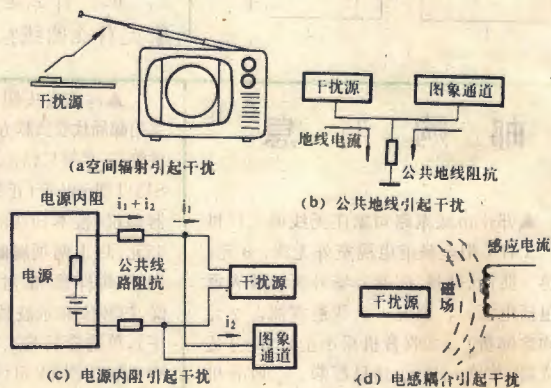 干扰源
(a空间辐射引起干扰
干扰源
图象通道
地线电流
公共地线阻抗
(b) 公共地线引起干扰
电源内阻
i₁+i₂
i₁
电源
公共线
路阻抗
干扰源
i₂
图象
通道
(c) 电源内阻引起干扰
感应电流
磁场
干扰源
(d) 电感耦合引起干扰